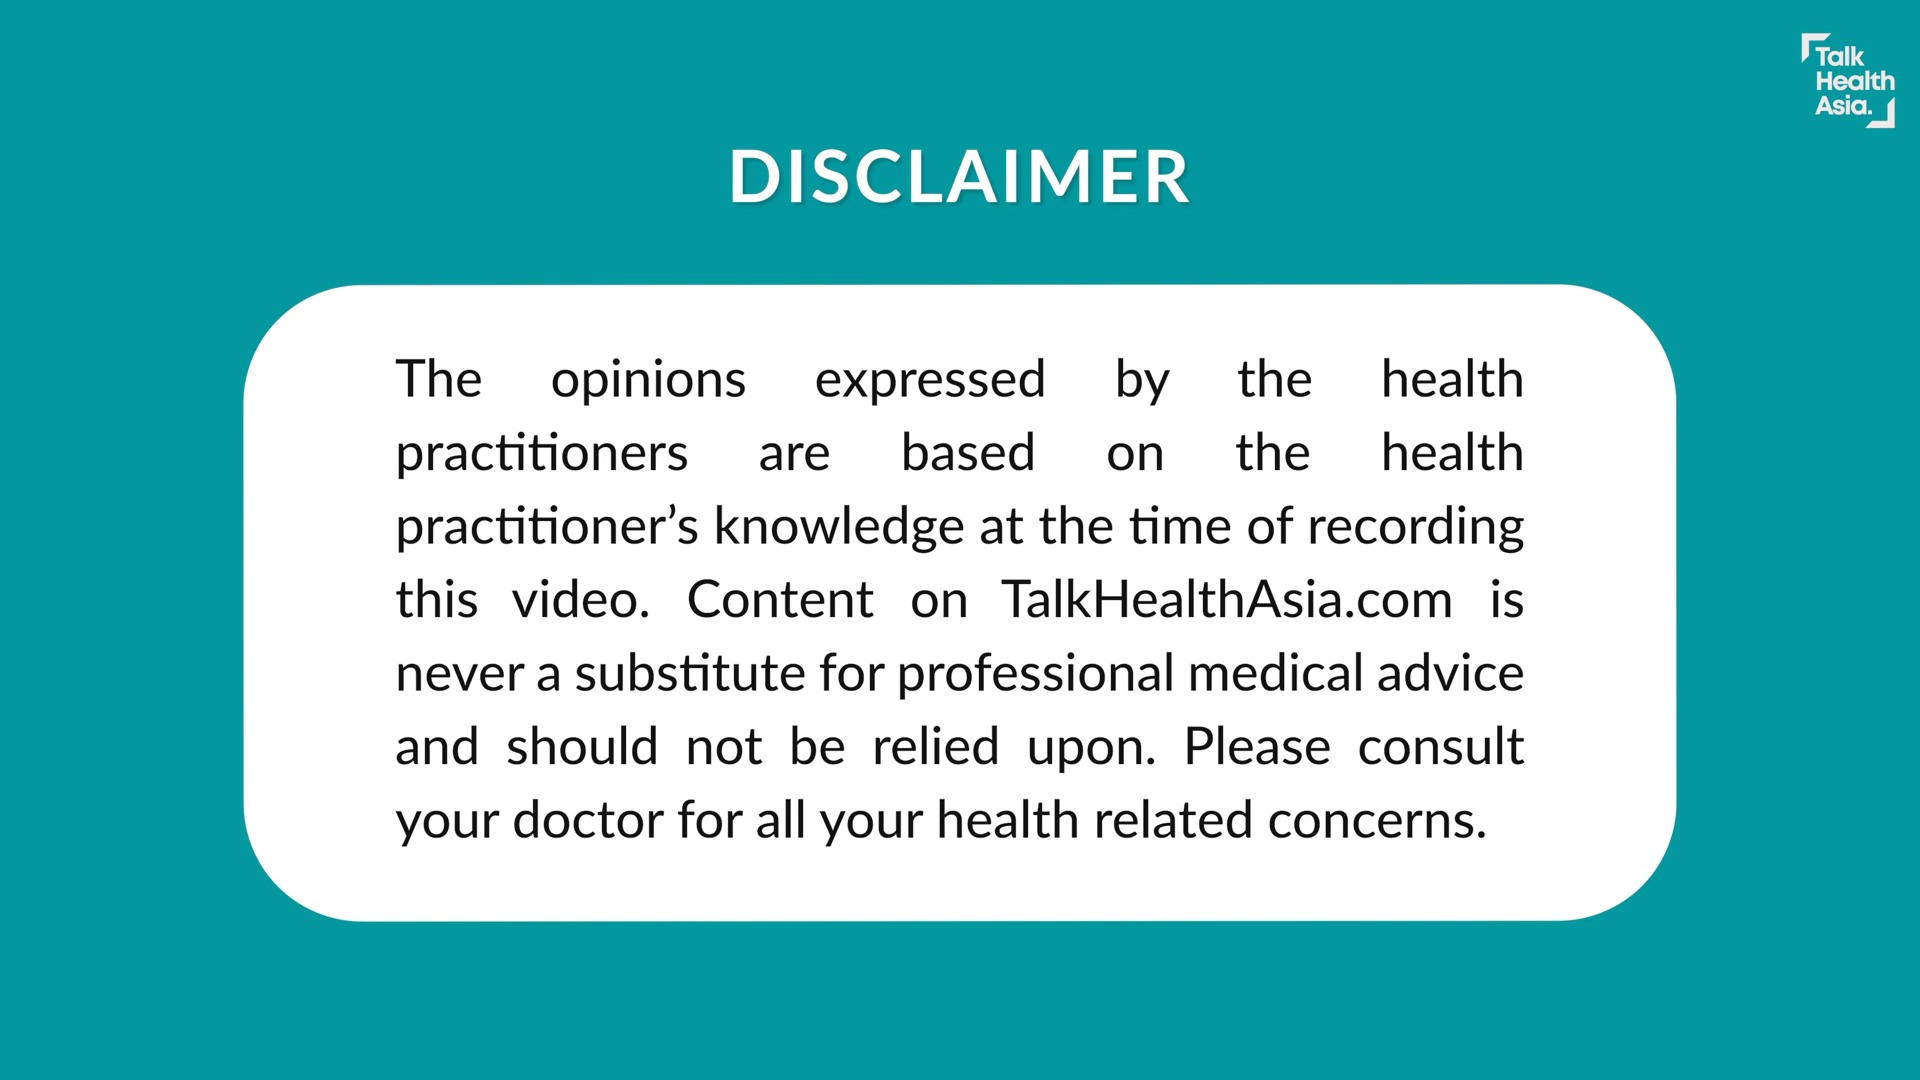 Talk
Health
Asia.
DISCLAIMER
The opinions expressed by the health
practitioners are based on the health
practitioner’s knowledge at the time of recording
this video. Content on TalkHealthAsia.com is
never a substitute for professional medical advice
and should not be relied upon. Please consult
your doctor for all your health related concerns.